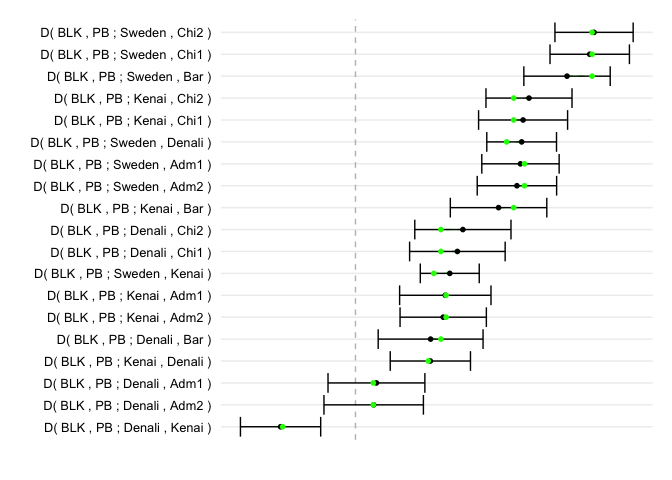 D( BLK , PB ; Sweden , Chi2 )
D( BLK , PB ; Sweden , Chi1 )
D( BLK , PB ; Sweden , Bar )
D( BLK , PB ; Kenai , Chi2 )
D( BLK , PB ; Kenai , Chi1 )
D( BLK , PB ; Sweden , Denali )
D( BLK , PB ; Sweden , Adm1 )
D( BLK , PB ; Sweden , Adm2 )
D( BLK , PB ; Kenai , Bar )
D( BLK , PB ; Denali , Chi2 )
D( BLK , PB ; Denali , Chi1 )
D( BLK , PB ; Sweden , Kenai )
D( BLK , PB ; Kenai , Adm1 )
D( BLK , PB ; Kenai , Adm2 )
D( BLK , PB ; Denali , Bar )
D( BLK , PB ; Kenai , Denali )
D( BLK , PB ; Denali , Adm1 )
D( BLK , PB ; Denali , Adm2 )
D( BLK , PB ; Denali , Kenai )